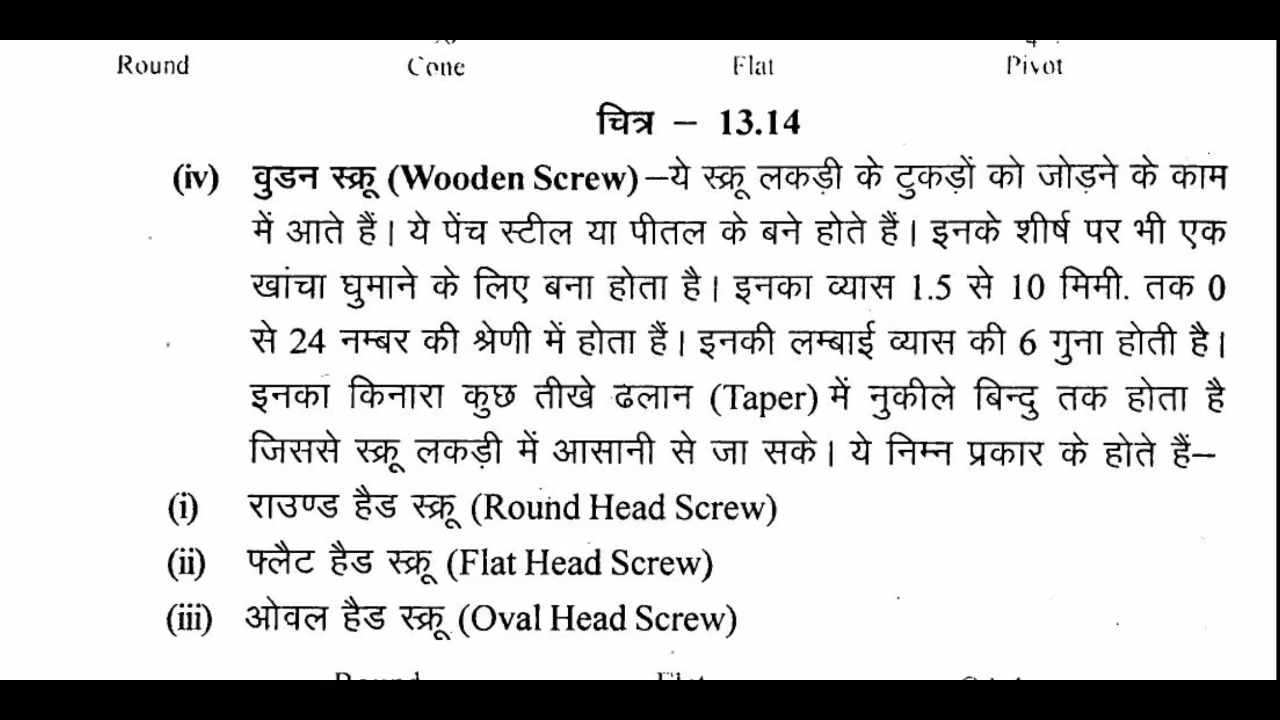 Round Cone Flat Pivot
चित्र – 13.14
(iv) वुडन स्क्रू (Wooden Screw)–ये स्क्रू लकड़ी के टुकड़ों को जोड़ने के काम
में आते हैं। ये पेंच स्टील या पीतल के बने होते हैं। इनके शीर्ष पर भी एक
खांचा घुमाने के लिए बना होता है। इनका व्यास 1.5 से 10 मिमी. तक 0
से 24 नम्बर की श्रेणी में होता हैं। इनकी लम्बाई व्यास की 6 गुना होती है।
इनका किनारा कुछ तीखे ढलान (Taper) में नुकीले बिन्दु तक होता है
जिससे स्क्रू लकड़ी में आसानी से जा सके। ये निम्न प्रकार के होते हैं–
(i) राउण्ड हैड स्क्रू (Round Head Screw)
(ii) फ्लैट हैड स्क्रू (Flat Head Screw)
(iii) ओवल हैड स्क्रू (Oval Head Screw)